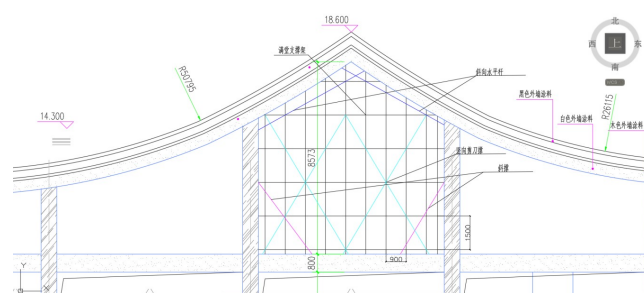 18.600
北
满堂支撑架
西
上
东
斜向水平杆
南
R50795
黑色外墙涂料
R26115
14.300
白色外墙涂料
木色外墙涂料
8573
竖向剪刀撑
斜撑
1500
800
900
Y
X